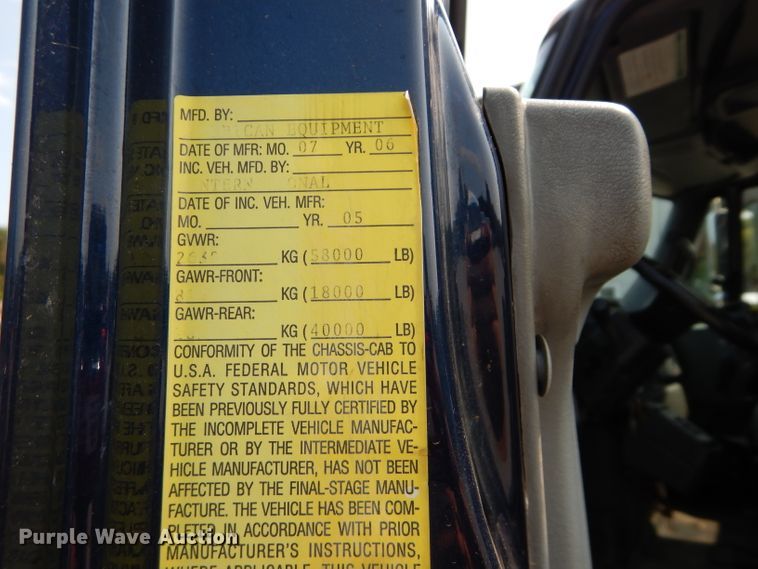 MFD. BY:
EQUIPMENT
DATE OF MFR: MO. 07 YR. 06
INC. VEH. MFD. BY:
DATE OF INC. VEH. MFR:
MO. YR. 05
GVWR:
KG (58000 LB)
GAWR-FRONT:
KG (18000 LB)
GAWR-REAR:
KG (40000 LB)
CONFORMITY OF THE CHASSIS-CAB TO
U.S.A. FEDERAL MOTOR VEHICLE
SAFETY STANDARDS, WHICH HAVE
BEEN PREVIOUSLY FULLY CERTIFIED BY
THE INCOMPLETE VEHICLE MANUFAC-
TURER OR BY THE INTERMEDIATE VE-
HICLE MANUFACTURER, HAS NOT BEEN
AFFECTED BY THE FINAL-STAGE MANU-
FACTURE. THE VEHICLE HAS BEEN COM-
PLETED IN ACCORDANCE WITH PRIOR
MANUFACTURER'S INSTRUCTIONS,
WHERE APPLICABLE. THIS VEHICLE
Purple Wave Auction